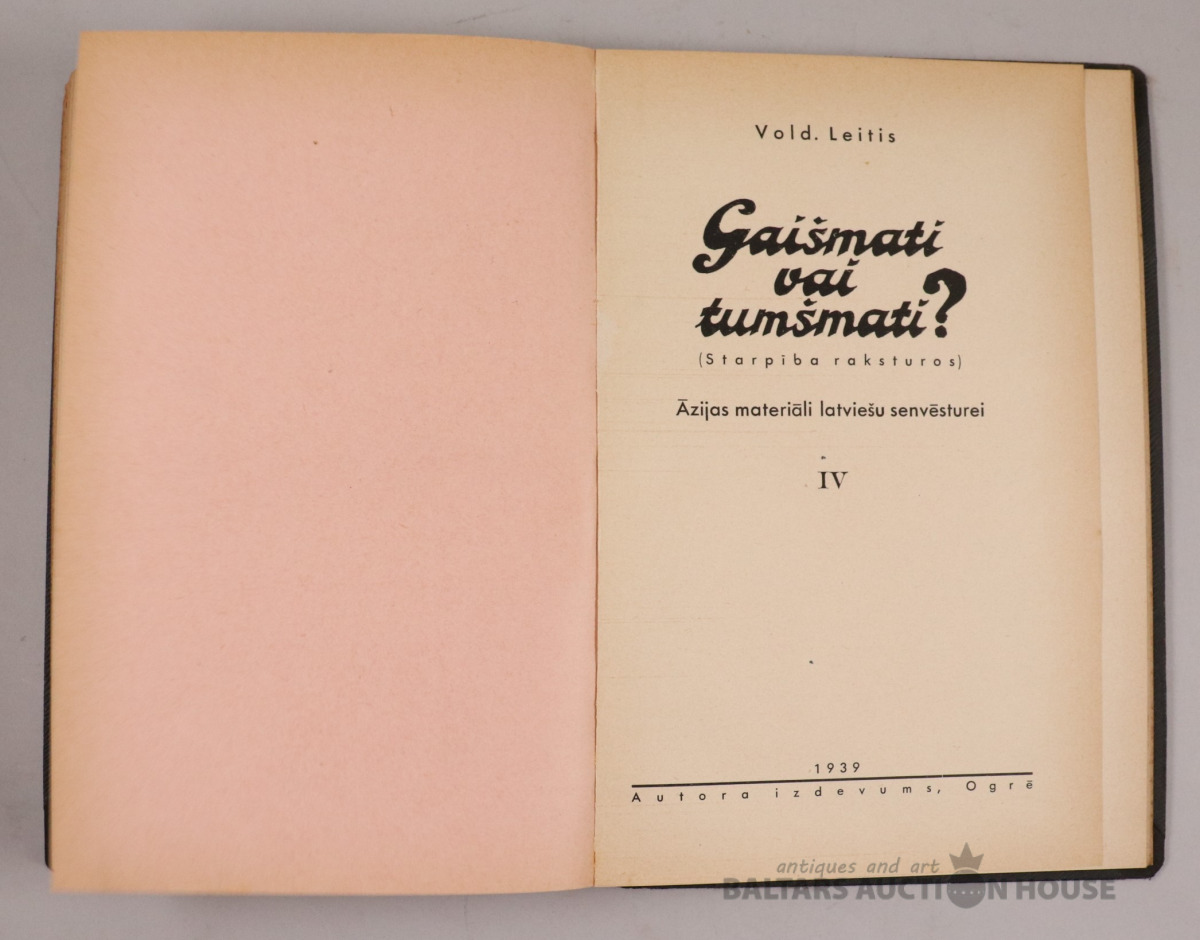 Vold. Leitis
Gaišmati
vai
tumšmati?
(Starpība raksturos)
Āzijas materiāli latviešu senvēsturei
IV
1939
Autora izdevums, Ogrē
antiques and art
BALTARS AUCTION HOUSE